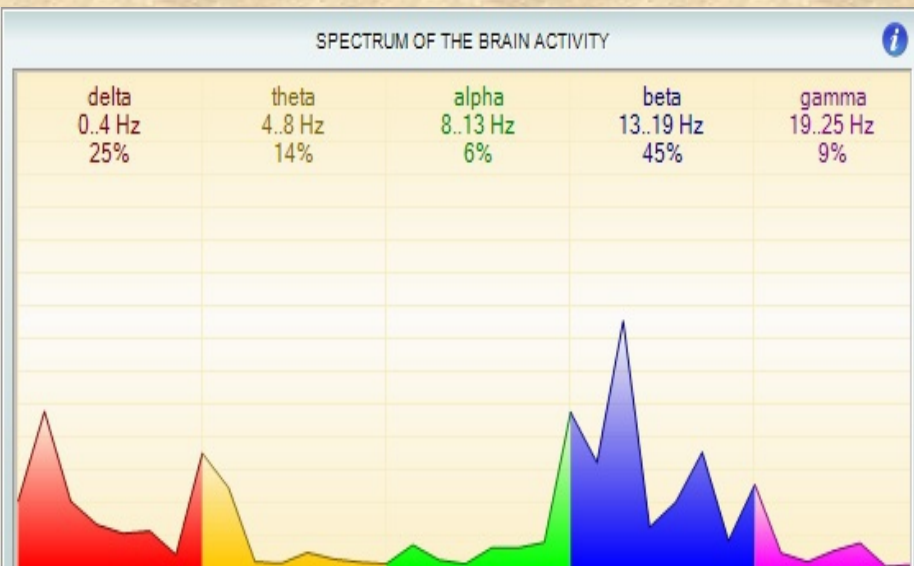 SPECTRUM OF THE BRAIN ACTIVITY
i
delta
0..4 Hz
25%
theta
4..8 Hz
14%
alpha
8..13 Hz
6%
beta
13..19 Hz
45%
gamma
19..25 Hz
9%